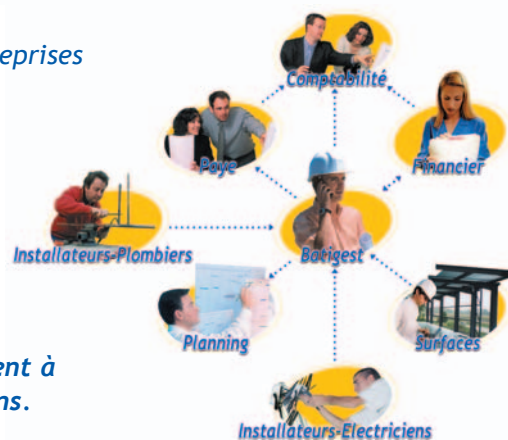 eprises
Comptabilité
Paye
Financier
Installateurs-Plombiers
Batigest
Planning
Surfaces
ent à
ns.
Installateurs-Electriciens